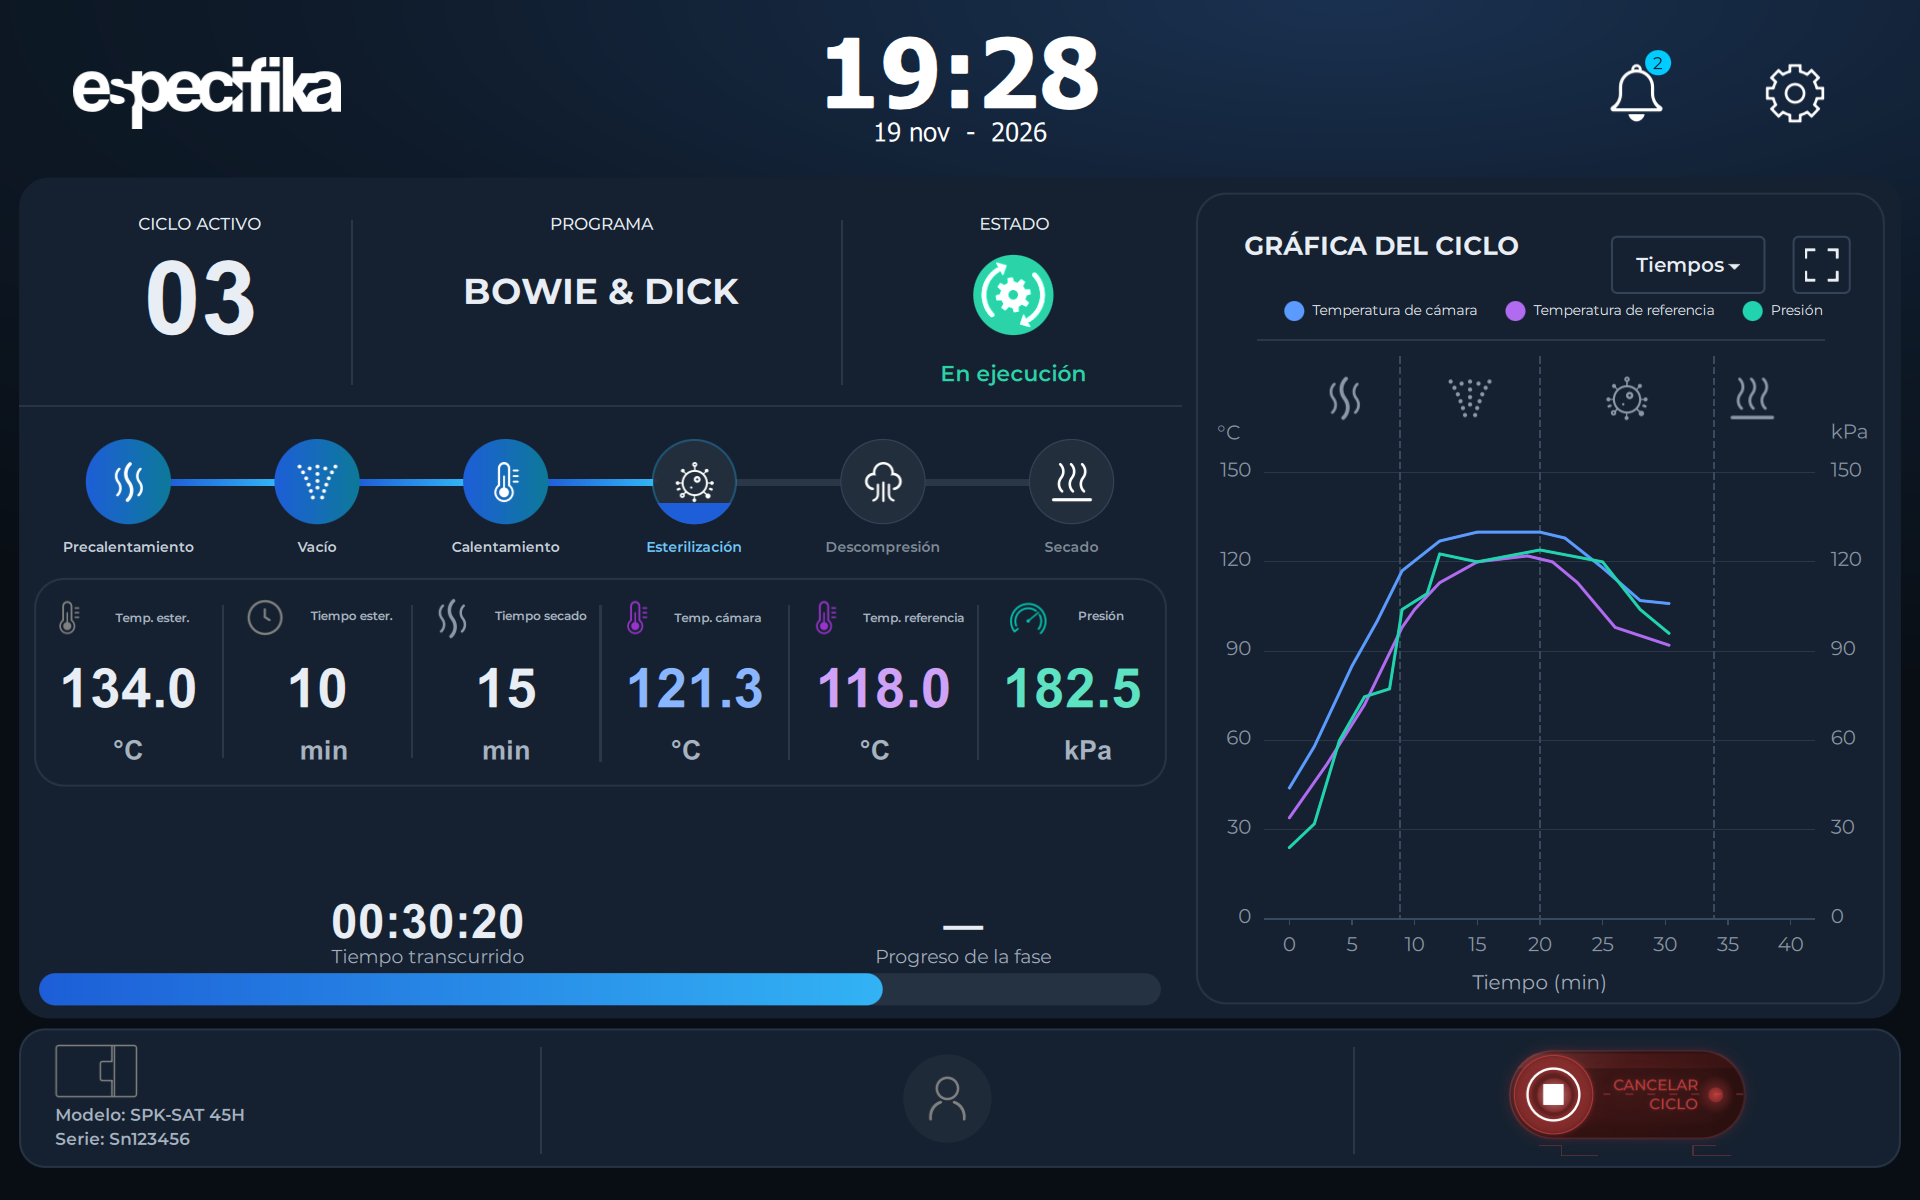 especifika
19:28
19 nov - 2026
2
CICLO ACTIVO
03
PROGRAMA
BOWIE & DICK
ESTADO
En ejecución
Precalentamiento
Vacío
Calentamiento
Esterilización
Descompresión
Secado
Temp. ester.
134.0
°C
Tiempo ester.
10
min
Tiempo secado
15
min
Temp. cámara
121.3
°C
Temp. referencia
118.0
°C
Presión
182.5
kPa
00:30:20
Tiempo transcurrido
—
Progreso de la fase
GRÁFICA DEL CICLO
Tiempos
Temperatura de cámara
Temperatura de referencia
Presión
°C
kPa
150
150
120
120
90
90
60
60
30
30
0
0
0 5 10 15 20 25 30 35 40
Tiempo (min)
Modelo: SPK-SAT 45H
Serie: Sn123456
CANCELAR
CICLO